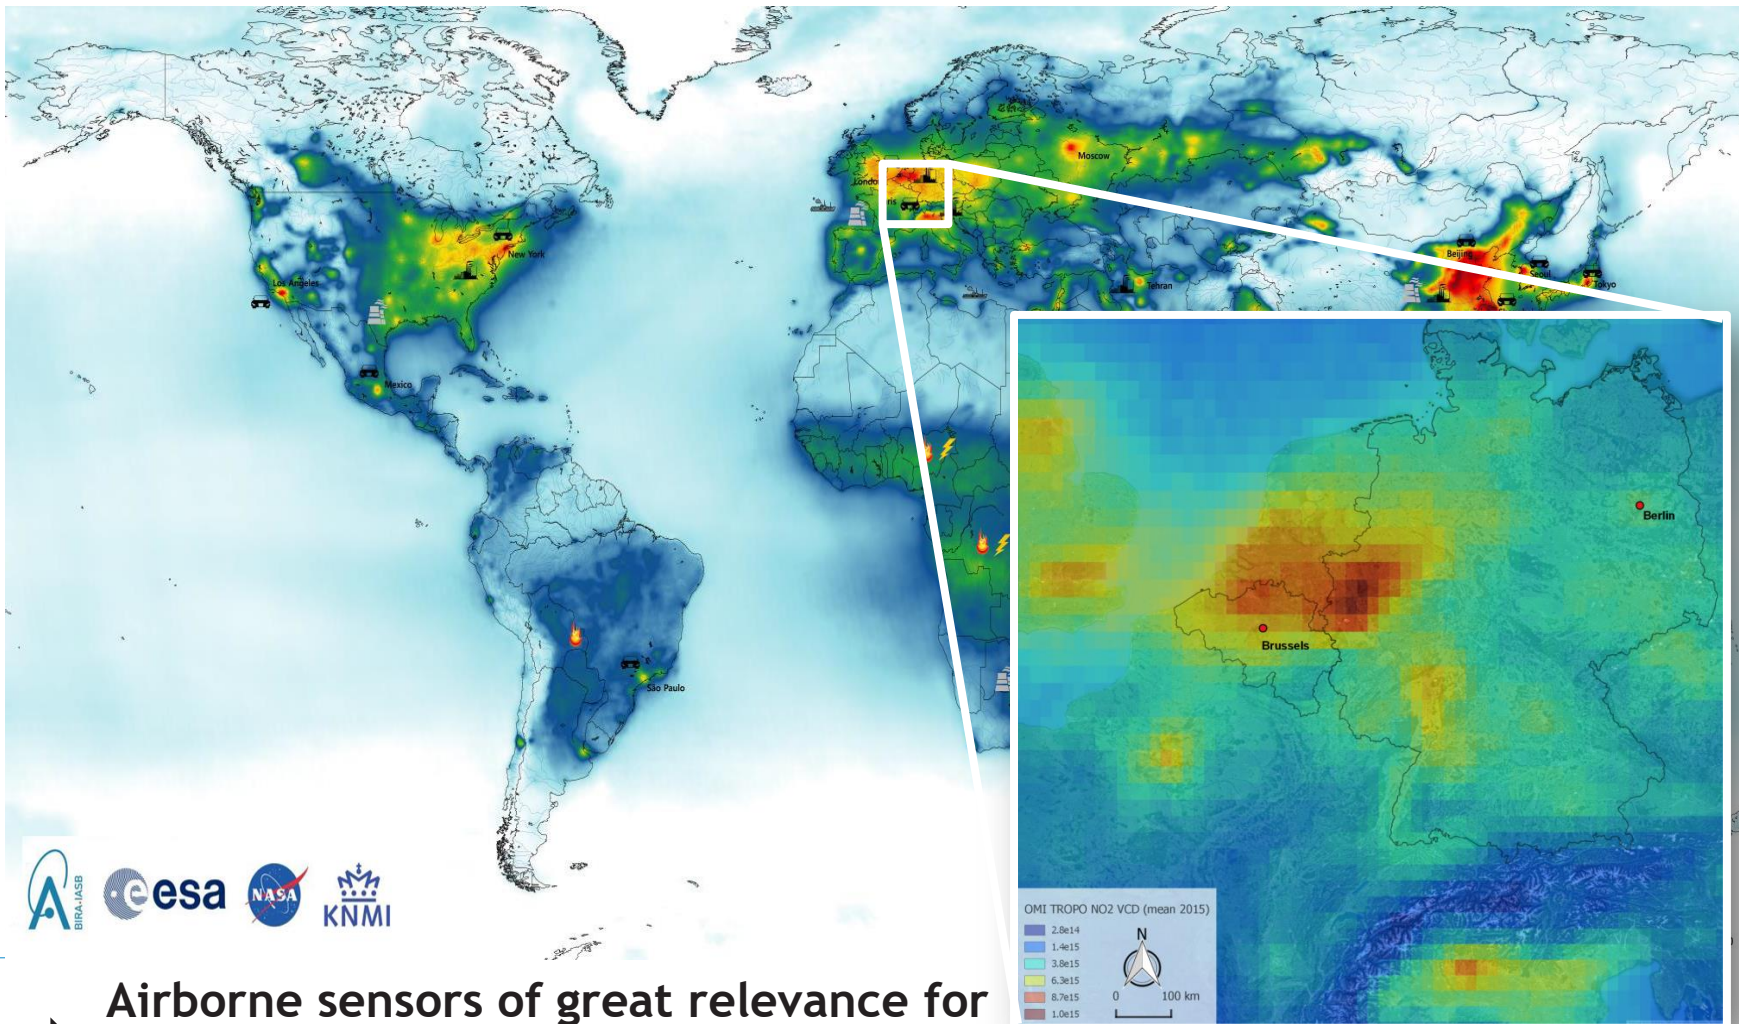 Moscow
London
New York
Los Angeles
Beijing
Seoul
Tokyo
Tehran
Mexico
São Paulo
Berlin
Brussels
BIRA-IASB
esa
NASA
KNMI
OMI TROPO NO2 VCD (mean 2015)
2.8e14
1.4e15
3.8e15
6.3e15
8.7e15
1.0e15
N
0 100 km
Airborne sensors of great relevance for